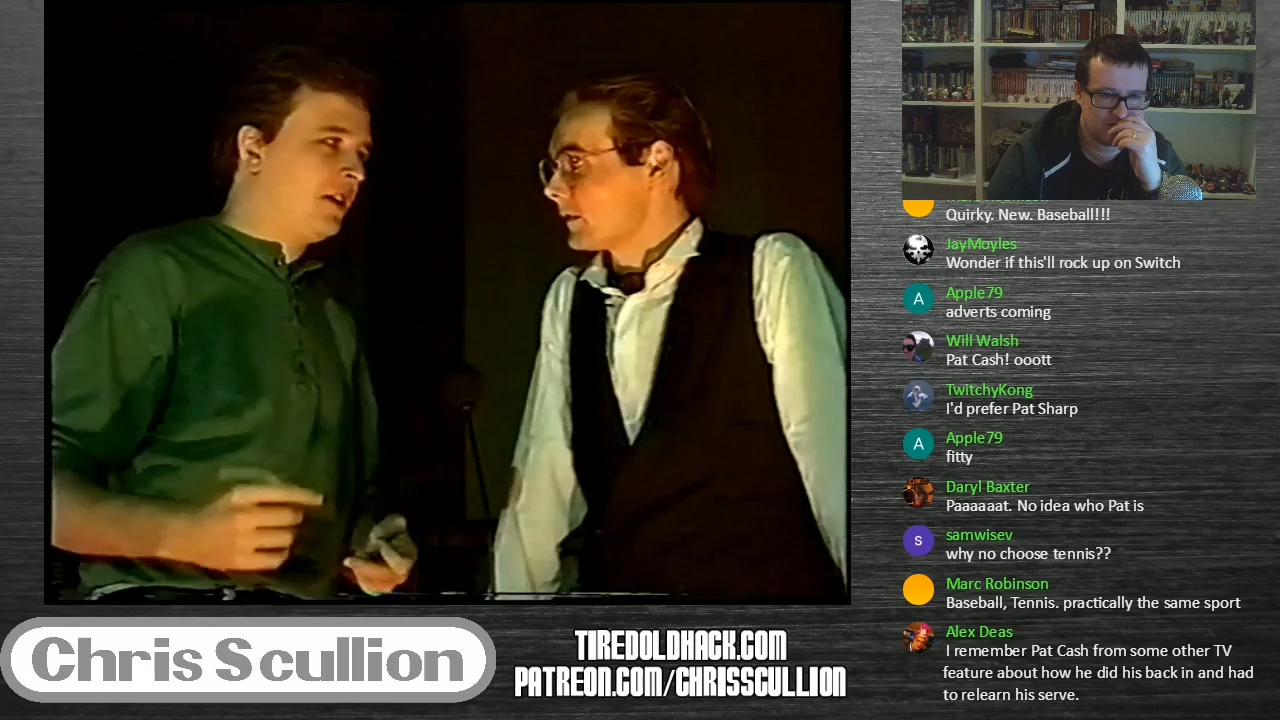 Quirky. New. Baseball!!!
JayMoyles
Wonder if this'll rock up on Switch
A
Apple79
adverts coming
Will Walsh
Pat Cash! ooott
TwitchyKong
I'd prefer Pat Sharp
A
Apple79
fitty
Daryl Baxter
Paaaaaat. No idea who Pat is
S
samwisev
why no choose tennis??
Marc Robinson
Baseball, Tennis. practically the same sport
Alex Deas
I remember Pat Cash from some other TV
feature about how he did his back in and had
to relearn his serve.
Chris Scullion
TIREDOLDHACK.COM
PATREON.COM/CHRISSCULLION